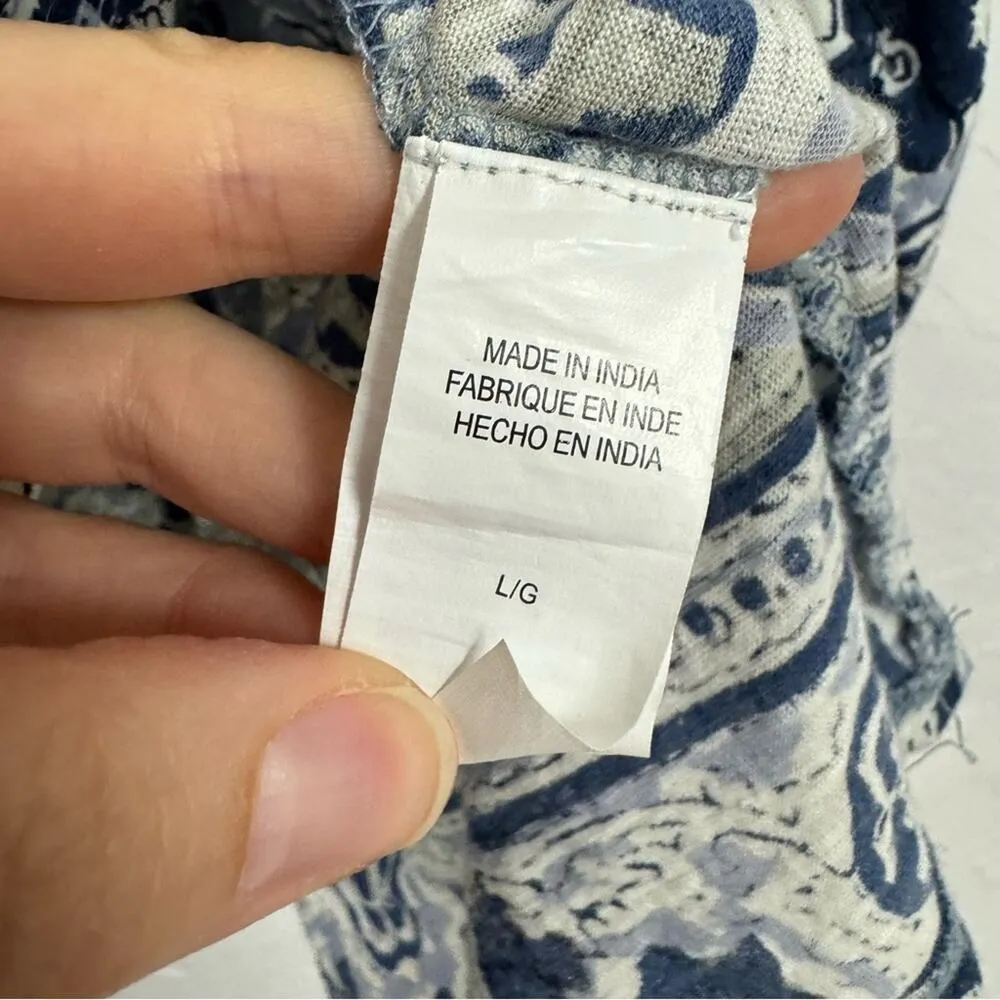 MADE IN INDIA
FABRIQUE EN INDE
HECHO EN INDIA
L/G